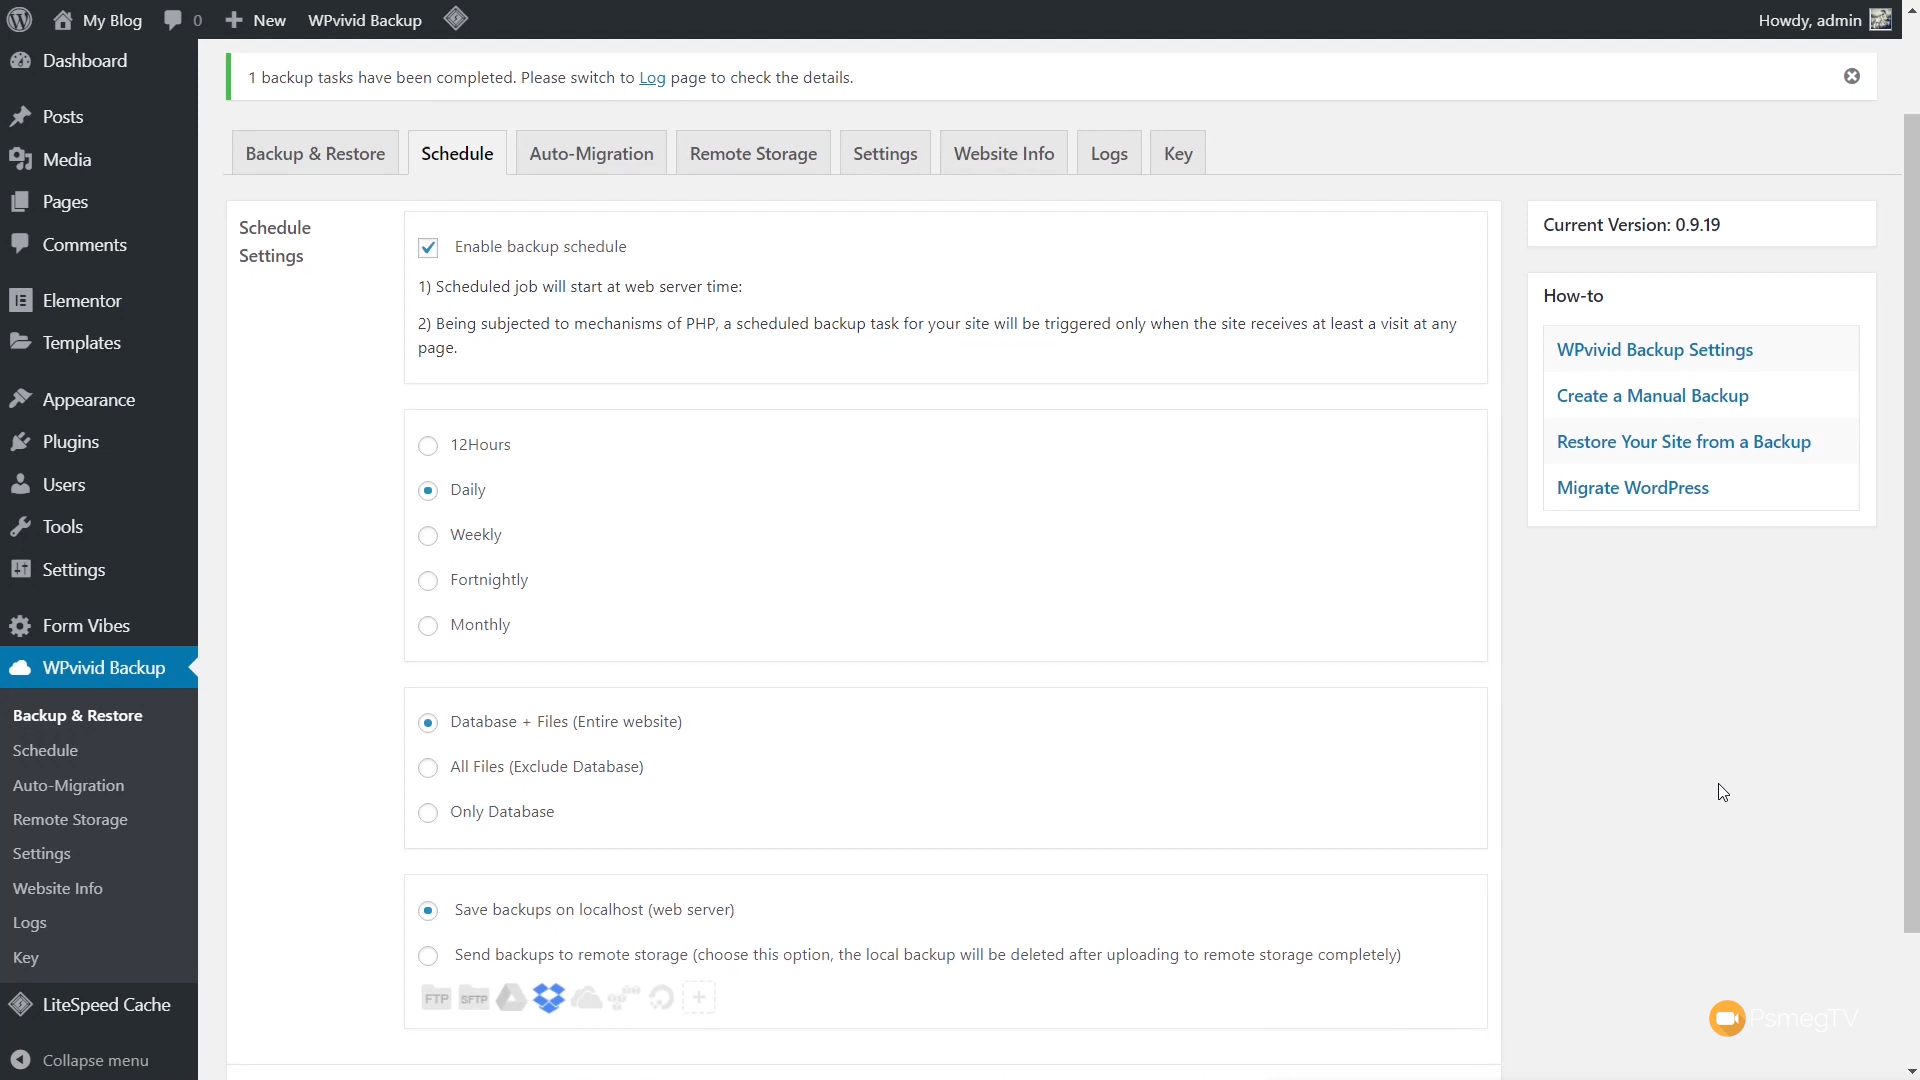 My Blog
0
New
WPvivid Backup
Howdy, admin
Dashboard
Posts
Media
Pages
Comments
Elementor
Templates
Appearance
Plugins
Users
Tools
Settings
Form Vibes
WPvivid Backup
Backup & Restore
Schedule
Auto-Migration
Remote Storage
Settings
Website Info
Logs
Key
LiteSpeed Cache
Collapse menu
1 backup tasks have been completed. Please switch to Log page to check the details.
Backup & Restore
Schedule
Auto-Migration
Remote Storage
Settings
Website Info
Logs
Key
Schedule
Settings
Enable backup schedule
1) Scheduled job will start at web server time:
2) Being subjected to mechanisms of PHP, a scheduled backup task for your site will be triggered only when the site receives at least a visit at any
page.
12Hours
Daily
Weekly
Fortnightly
Monthly
Database + Files (Entire website)
All Files (Exclude Database)
Only Database
Save backups on localhost (web server)
Send backups to remote storage (choose this option, the local backup will be deleted after uploading to remote storage completely)
FTP
SFTP
Current Version: 0.9.19
How-to
WPvivid Backup Settings
Create a Manual Backup
Restore Your Site from a Backup
Migrate WordPress
PsmegTV